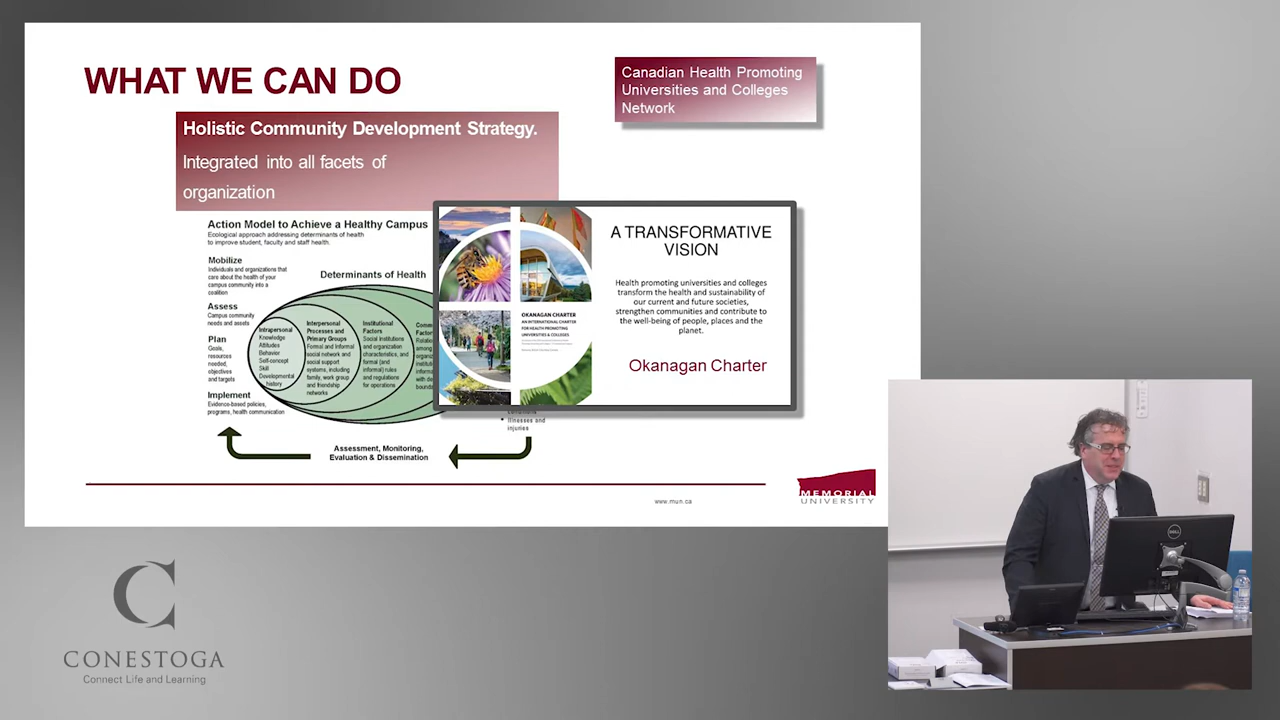 WHAT WE CAN DO
Canadian Health Promoting
Universities and Colleges
Network
Holistic Community Development Strategy.
Integrated into all facets of
organization
Action Model to Achieve a Healthy Campus
Ecological approach addressing determinants of health
to improve student, faculty and staff health.
Mobilize
Individuals and organizations that
care about the health of your
campus community into a
coalition
Assess
Campus community
needs and assets
Plan
Goals,
resources
needed,
objectives
and targets
Implement
Evidence-based policies,
programs, health communication
Determinants of Health
Intrapersonal
Knowledge
Attitudes
Behavior
Self-concept
Skill
Developmental
history
Interpersonal
Processes and
Primary Groups
Formal and informal
social network and
social support
systems, including
family, work group
and friendship
networks
Institutional
Factors
Social institutions
and organization
characteristics, and
formal (and
informal) rules
and regulations
for operations
Illnesses and
injuries
Assessment, Monitoring,
Evaluation & Dissemination
OKANAGAN CHARTER
AN INTERNATIONAL CHARTER
FOR HEALTH PROMOTING
UNIVERSITIES & COLLEGES
A TRANSFORMATIVE
VISION
Health promoting universities and colleges
transform the health and sustainability of
our current and future societies,
strengthen communities and contribute to
the well-being of people, places and the
planet.
Okanagan Charter
www.mun.ca
MEMORIAL
UNIVERSITY
DELL
C
CONESTOGA
Connect Life and Learning